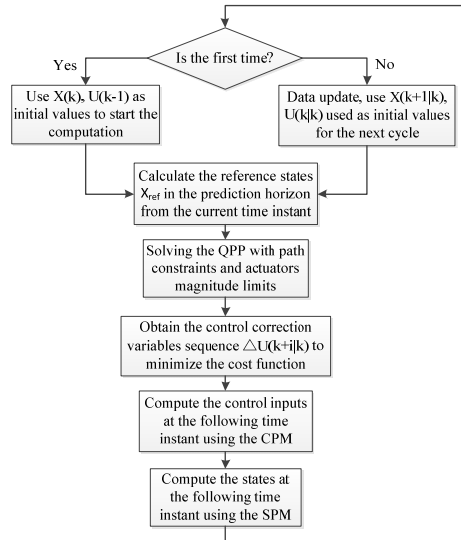 Is the first time?
Yes
No
Use X(k), U(k-1) as
initial values to start the
computation
Data update, use X(k+1|k),
U(k|k) used as initial values
for the next cycle
Calculate the reference states
Xref in the prediction horizon
from the current time instant
Solving the QPP with path
constraints and actuators
magnitude limits
Obtain the control correction
variables sequence △U(k+i|k) to
minimize the cost function
Compute the control inputs
at the following time
instant using the CPM
Compute the states at
the following time
instant using the SPM